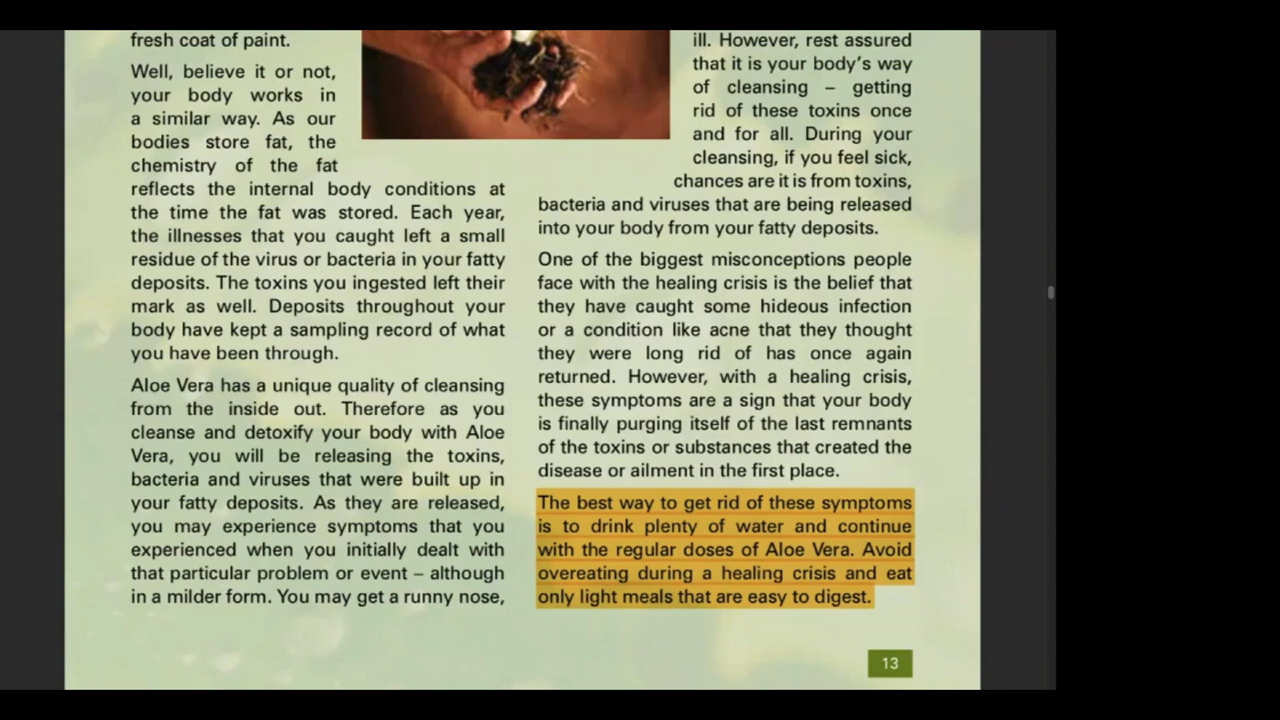 fresh coat of paint.
Well, believe it or not,
your body works in
a similar way. As our
bodies store fat, the
chemistry of the fat
reflects the internal body conditions at
the time the fat was stored. Each year,
the illnesses that you caught left a small
residue of the virus or bacteria in your fatty
deposits. The toxins you ingested left their
mark as well. Deposits throughout your
body have kept a sampling record of what
you have been through.
Aloe Vera has a unique quality of cleansing
from the inside out. Therefore as you
cleanse and detoxify your body with Aloe
Vera, you will be releasing the toxins,
bacteria and viruses that were built up in
your fatty deposits. As they are released,
you may experience symptoms that you
experienced when you initially dealt with
that particular problem or event – although
in a milder form. You may get a runny nose,
ill. However, rest assured
that it is your body's way
of cleansing – getting
rid of these toxins once
and for all. During your
cleansing, if you feel sick,
chances are it is from toxins,
bacteria and viruses that are being released
into your body from your fatty deposits.
One of the biggest misconceptions people
face with the healing crisis is the belief that
they have caught some hideous infection
or a condition like acne that they thought
they were long rid of has once again
returned. However, with a healing crisis,
these symptoms are a sign that your body
is finally purging itself of the last remnants
of the toxins or substances that created the
disease or ailment in the first place.
The best way to get rid of these symptoms
is to drink plenty of water and continue
with the regular doses of Aloe Vera. Avoid
overeating during a healing crisis and eat
only light meals that are easy to digest.
13